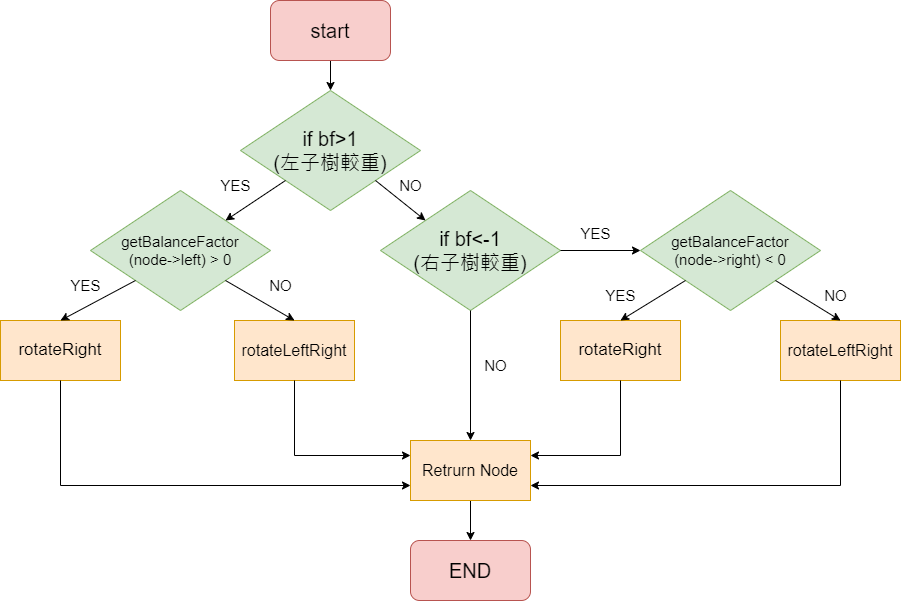 start
if bf>1
(左子樹較重)
YES
NO
getBalanceFactor
(node->left) > 0
if bf<-1
(右子樹較重)
YES
getBalanceFactor
(node->right) < 0
YES
NO
YES
NO
rotateRight
rotateLeftRight
rotateRight
rotateLeftRight
NO
Retrurn Node
END